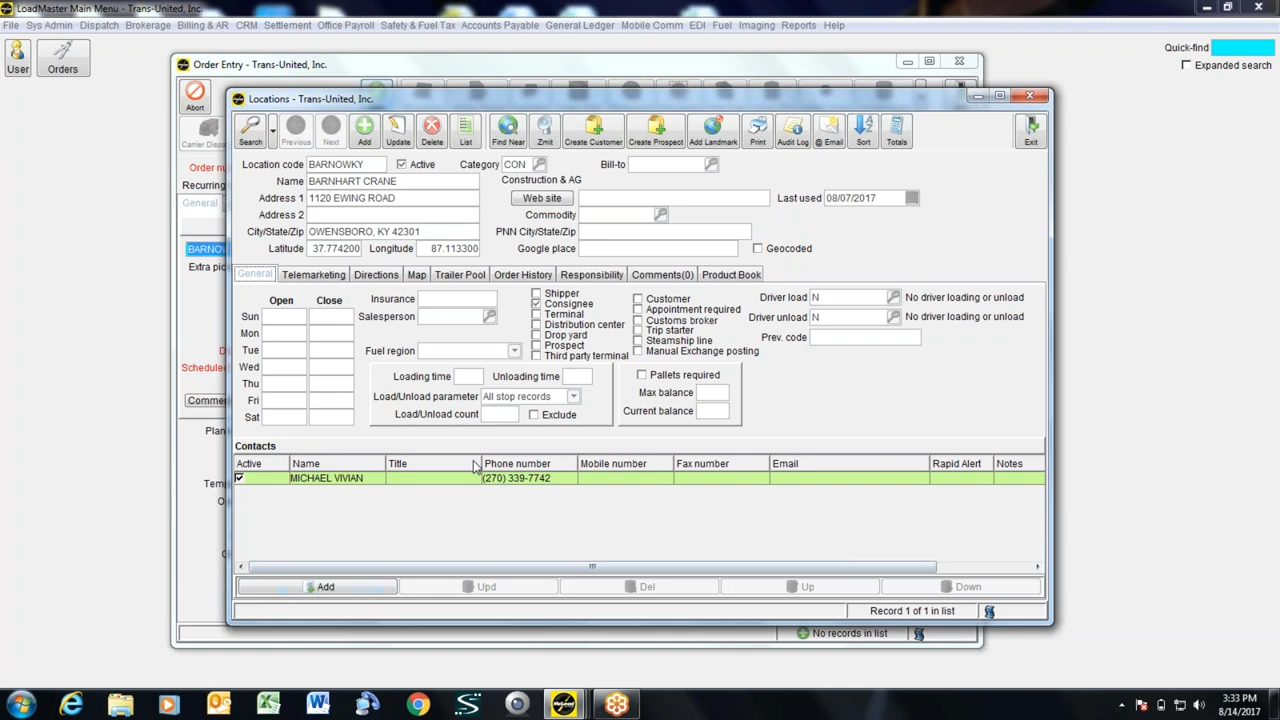 LoadMaster Main Menu - Trans-United, Inc.
File Sys Admin Dispatch Brokerage Billing & AR CRM Settlement Office Payroll Safety & Fuel Tax Accounts Payable General Ledger Mobile Comm EDI Fuel Imaging Reports Help
User Orders
Quick-find
Expanded search
Order Entry - Trans-United, Inc.
Abort
Carrier Dispa
Order nu
Recurring
General
BARNOW
Extra pic
Scheduled
Comme
Locations - Trans-United, Inc.
Search Previous Next Add Update Delete List Find Near Zmit Create Customer Create Prospect Add Landmark Print Audit Log @ Email Sort Totals Exit
Location code BARNOWKY Active Category CON Bill-to
Name BARNHART CRANE Construction & AG
Address 1 1120 EWING ROAD Web site Last used 08/07/2017
Address 2 Commodity
City/State/Zip OWENSBORO, KY 42301 PNN City/State/Zip
Latitude 37.774200 Longitude 87.113300 Google place Geocoded
General Telemarketing Directions Map Trailer Pool Order History Responsibility Comments(0) Product Book
Open Close
Sun
Mon
Tue
Wed
Thu
Fri
Sat
Insurance
Salesperson
Fuel region
Shipper
Consignee
Terminal
Distribution center
Drop yard
Prospect
Third party terminal
Customer
Appointment required
Customs broker
Trip starter
Steamship line
Manual Exchange posting
Driver load N No driver loading or unload
Driver unload N No driver loading or unload
Prev. code
Loading time Unloading time
Load/Unload parameter All stop records
Load/Unload count Exclude
Pallets required
Max balance
Current balance
Contacts
Active Name Title Phone number Mobile number Fax number Email Rapid Alert Notes
MICHAEL VIVIAN (270) 339-7742
Add Upd Del Up Down
Record 1 of 1 in list
No records in list
3:33 PM
8/14/2017